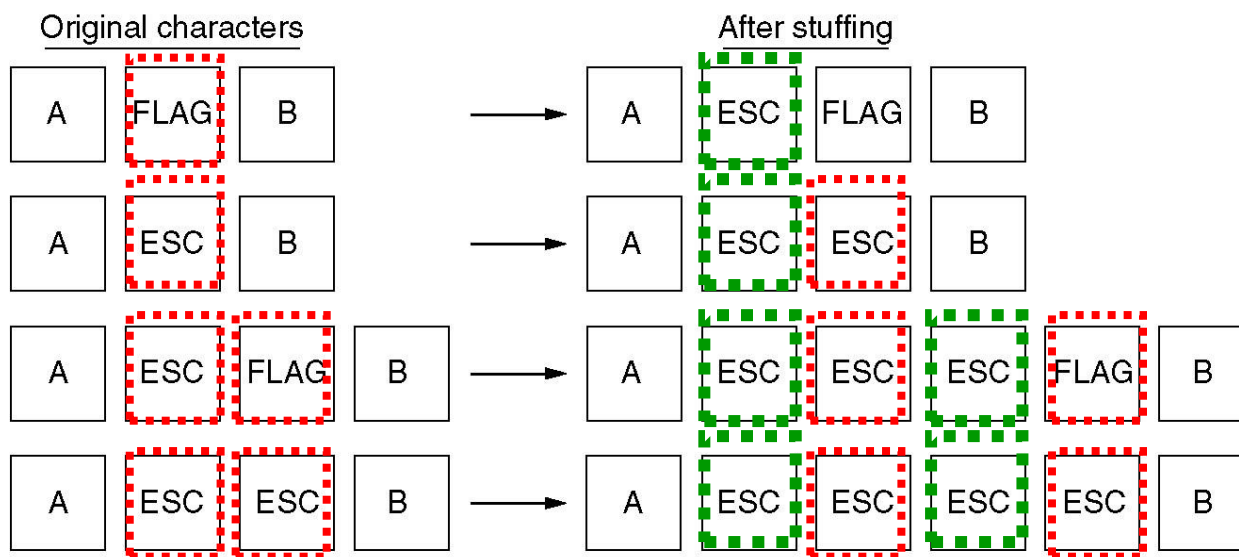 Original characters After stuffing
A FLAG B A ESC FLAG B
A ESC B A ESC ESC B
A ESC FLAG B A ESC ESC ESC FLAG B
A ESC ESC B A ESC ESC ESC ESC B